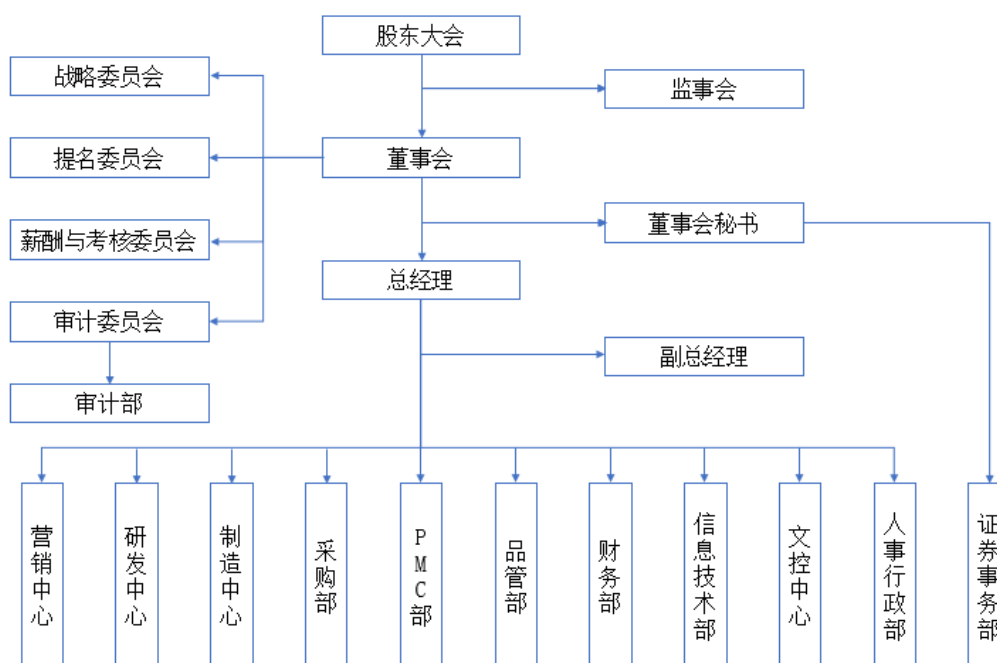 股东大会
战略委员会
监事会
提名委员会
董事会
薪酬与考核委员会
董事会秘书
总经理
审计委员会
副总经理
审计部
营销中心
研发中心
制造中心
采购部
PMC部
品管部
财务部
信息技术部
文控中心
人事行政部
证券事务部